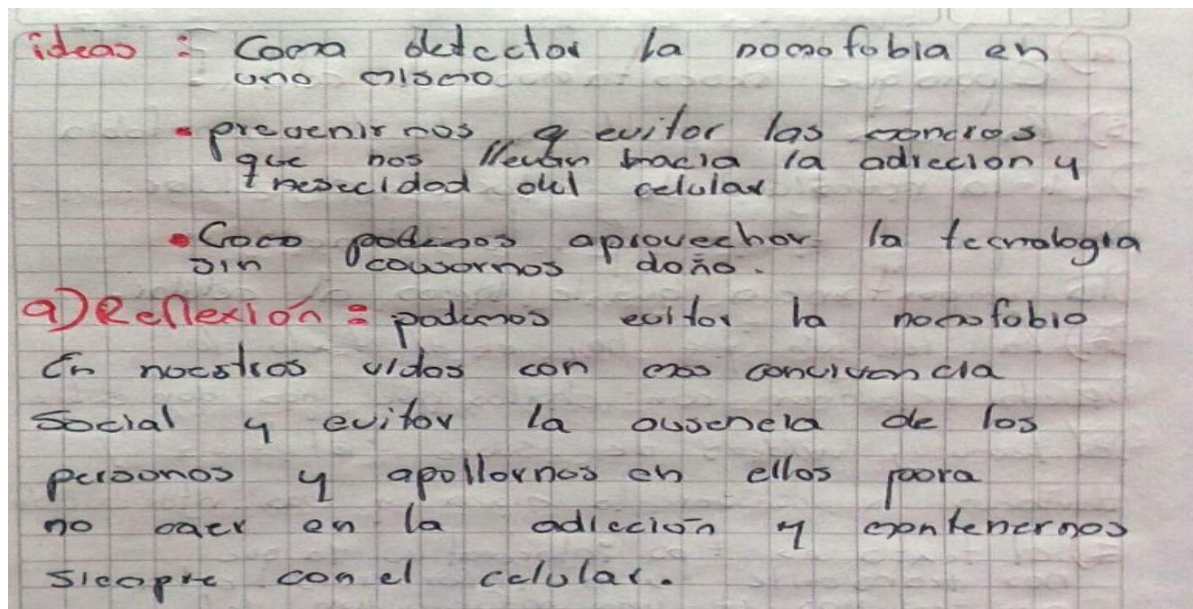 ideas : Como detectar la nomofobia en
uno mismo
• prevenirnos y evitar las maneras
que nos llevan hacia la adiccion y
nesecidad del celular
• Como podemos aprovechar la tecnologia
sin causarnos daño.
a) Reflexión : podemos evitar la nomofobia
En nuestras vidas con mas convivencia
Social y evitar la ausencia de las
personas y apollarnos en ellos para
no caer en la adicción y mantenernos
siempre con el celular.